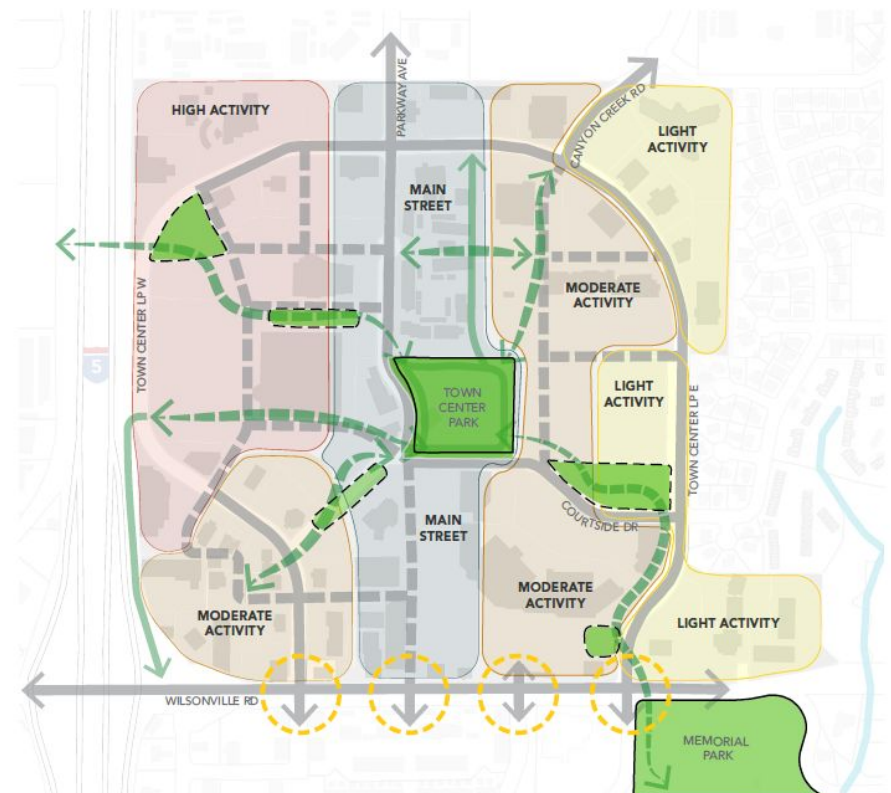 PARKWAY AVE
CANYON CREEK RD
HIGH ACTIVITY
LIGHT
ACTIVITY
MAIN
STREET
TOWN CENTER LP W
MODERATE
ACTIVITY
5
LIGHT
ACTIVITY
TOWN
CENTER
PARK
TOWN CENTER LP E
MAIN
STREET
COURTSIDE DR
MODERATE
ACTIVITY
MODERATE
ACTIVITY
LIGHT ACTIVITY
WILSONVILLE RD
MEMORIAL
PARK